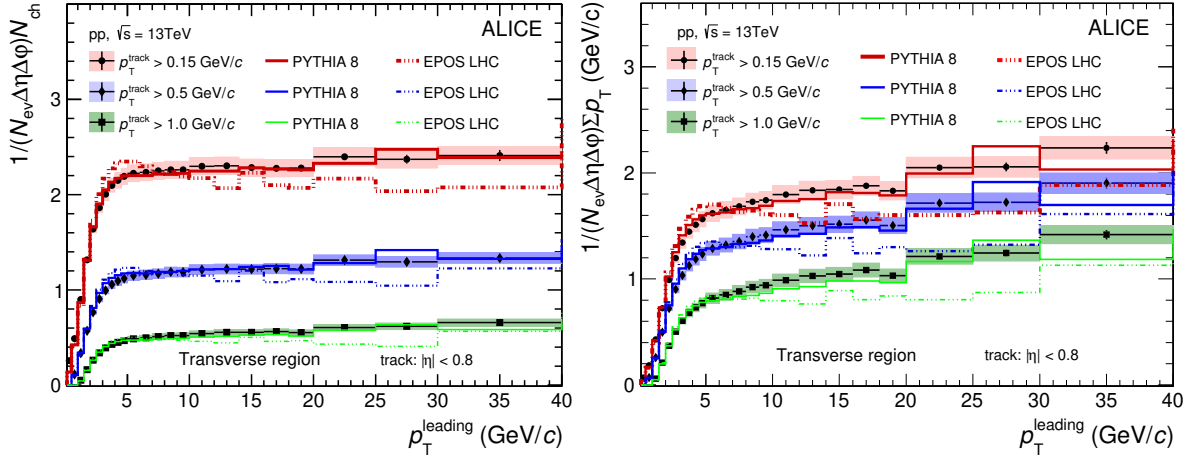 1/(N_ev ΔηΔφ)N_ch
ALICE
pp, √s = 13TeV
p_T^track > 0.15 GeV/c PYTHIA 8 EPOS LHC
p_T^track > 0.5 GeV/c PYTHIA 8 EPOS LHC
p_T^track > 1.0 GeV/c PYTHIA 8 EPOS LHC
3
2
1
0
Transverse region track: |η| < 0.8
5 10 15 20 25 30 35 40
p_T^leading (GeV/c)
1/(N_ev ΔηΔφ)Σp_T (GeV/c)
ALICE
pp, √s = 13TeV
p_T^track > 0.15 GeV/c PYTHIA 8 EPOS LHC
p_T^track > 0.5 GeV/c PYTHIA 8 EPOS LHC
p_T^track > 1.0 GeV/c PYTHIA 8 EPOS LHC
3
2
1
0
Transverse region track: |η| < 0.8
5 10 15 20 25 30 35 40
p_T^leading (GeV/c)